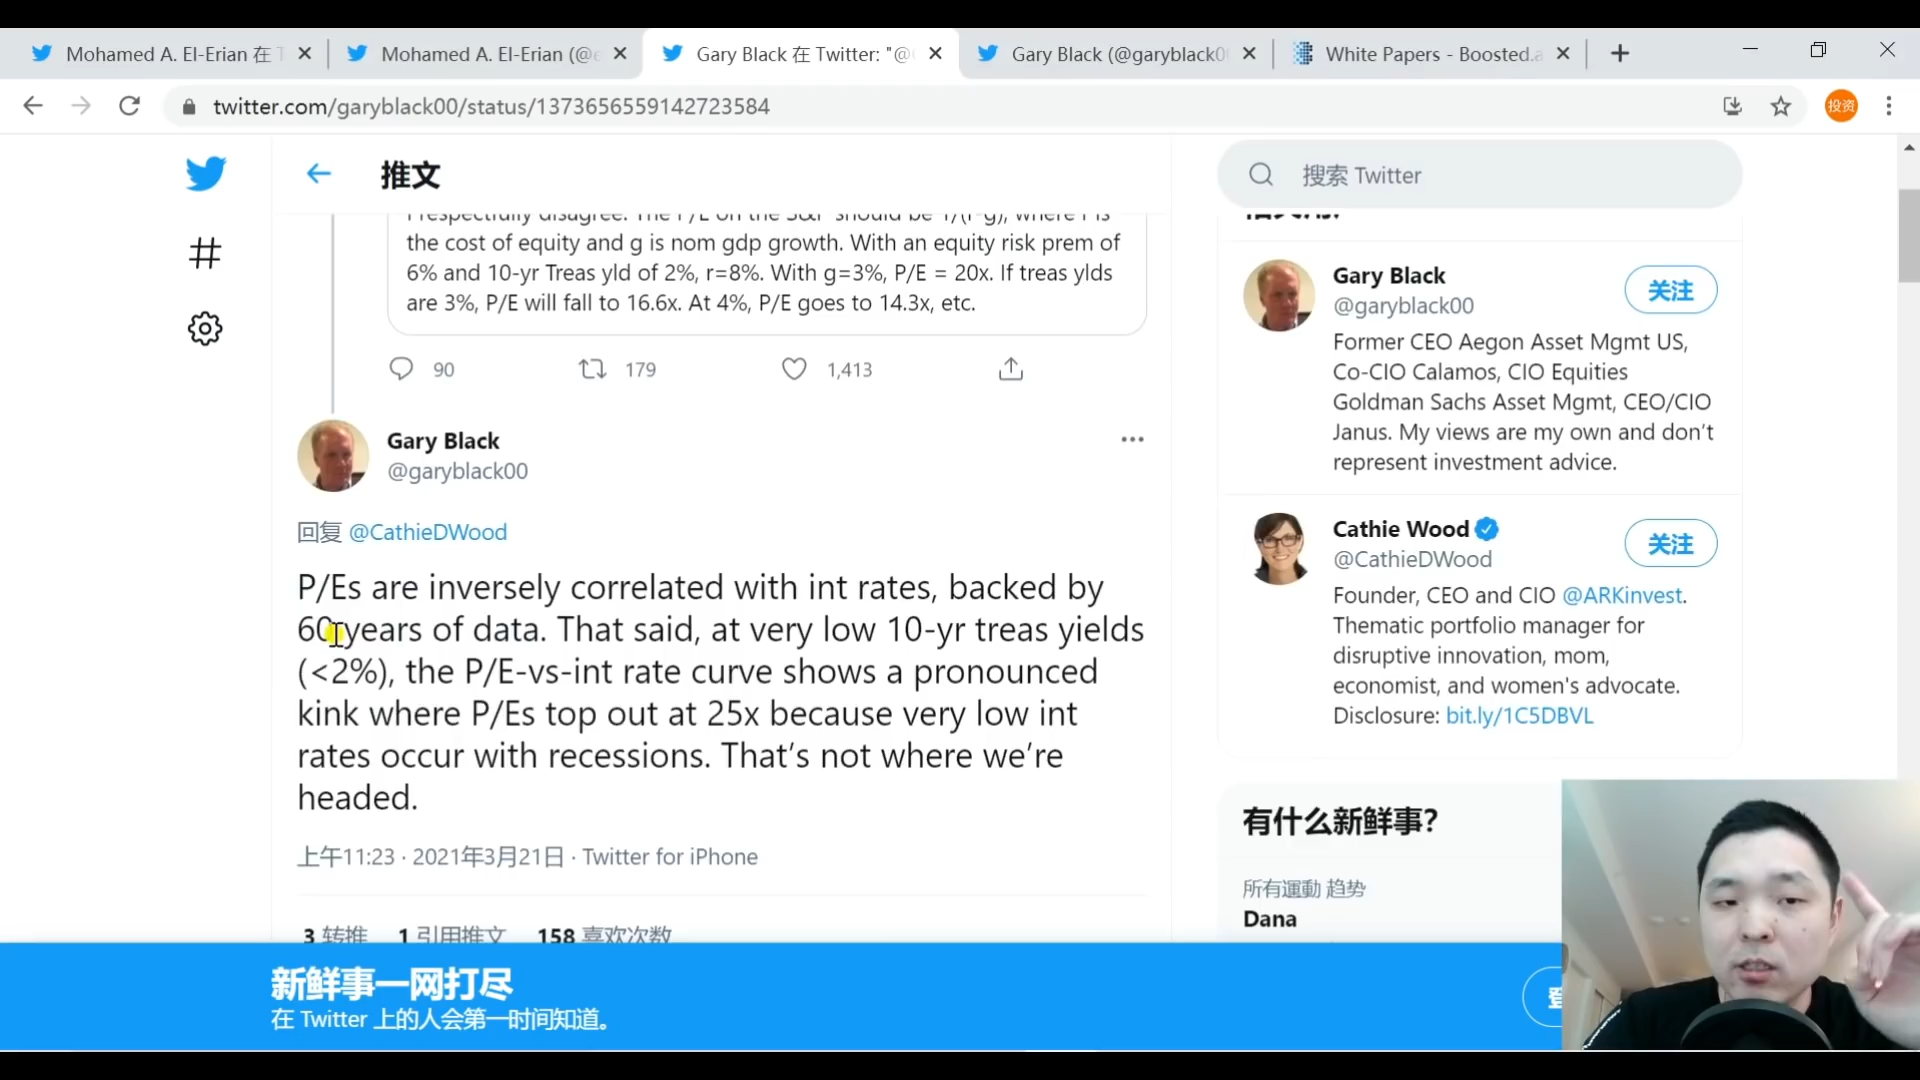 Mohamed A. El-Erian 在 T
Mohamed A. El-Erian (@e
Gary Black 在 Twitter: "@
Gary Black (@garyblack0
White Papers - Boosted.a
twitter.com/garyblack00/status/1373656559142723584
投资
推文
搜索 Twitter
I respectfully disagree. The P/E on the S&P should be 1/(r-g), where r is
the cost of equity and g is nom gdp growth. With an equity risk prem of
6% and 10-yr Treas yld of 2%, r=8%. With g=3%, P/E = 20x. If treas ylds
are 3%, P/E will fall to 16.6x. At 4%, P/E goes to 14.3x, etc.
90 179 1,413
Gary Black
@garyblack00
回复 @CathieDWood
P/Es are inversely correlated with int rates, backed by
60 years of data. That said, at very low 10-yr treas yields
(<2%), the P/E-vs-int rate curve shows a pronounced
kink where P/Es top out at 25x because very low int
rates occur with recessions. That’s not where we’re
headed.
上午11:23 · 2021年3月21日 · Twitter for iPhone
3 转推 1 引用推文 158 喜欢次数
Gary Black
@garyblack00
关注
Former CEO Aegon Asset Mgmt US,
Co-CIO Calamos, CIO Equities
Goldman Sachs Asset Mgmt, CEO/CIO
Janus. My views are my own and don’t
represent investment advice.
Cathie Wood
@CathieDWood
关注
Founder, CEO and CIO @ARKinvest.
Thematic portfolio manager for
disruptive innovation, mom,
economist, and women's advocate.
Disclosure: bit.ly/1C5DBVL
有什么新鲜事？
所有運動 趋势
Dana
新鲜事一网打尽
在 Twitter 上的人会第一时间知道。